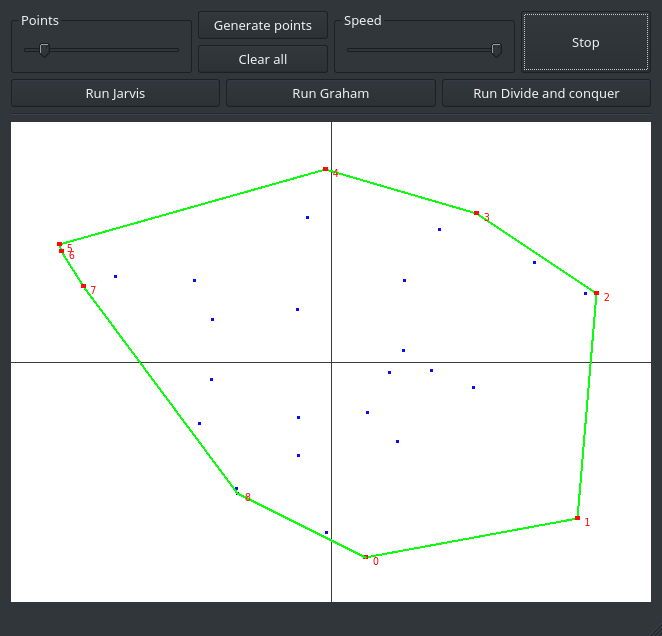 Points
Generate points
Clear all
Speed
Stop
Run Jarvis
Run Graham
Run Divide and conquer
4
3
5
6
7
2
8
1
0